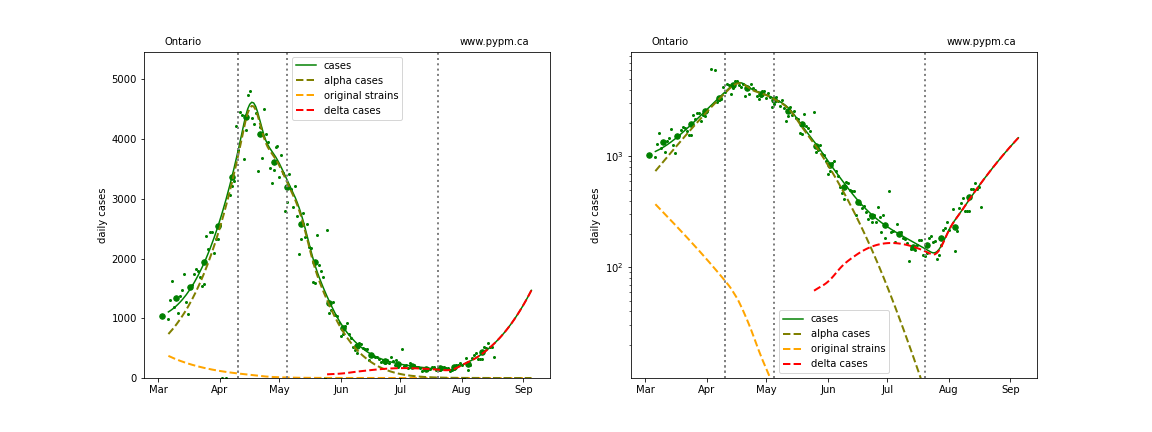 Ontario www.pypm.ca
5000
4000
3000
2000
1000
0
daily cases
Mar Apr May Jun Jul Aug Sep
cases
alpha cases
original strains
delta cases
Ontario www.pypm.ca
10³
10²
daily cases
Mar Apr May Jun Jul Aug Sep
cases
alpha cases
original strains
delta cases